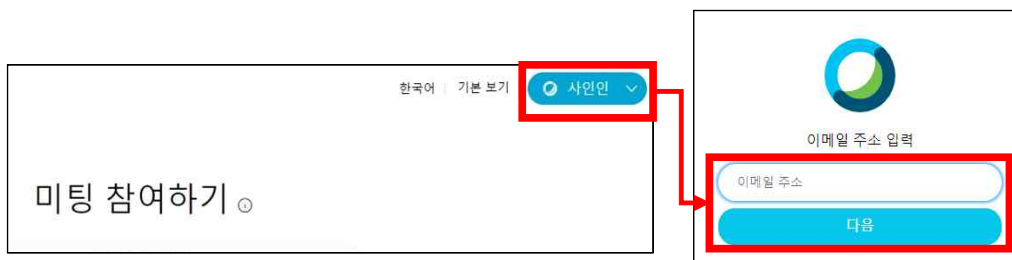 한국어 | 기본 보기 사인인
미팅 참여하기
이메일 주소 입력
이메일 주소
다음